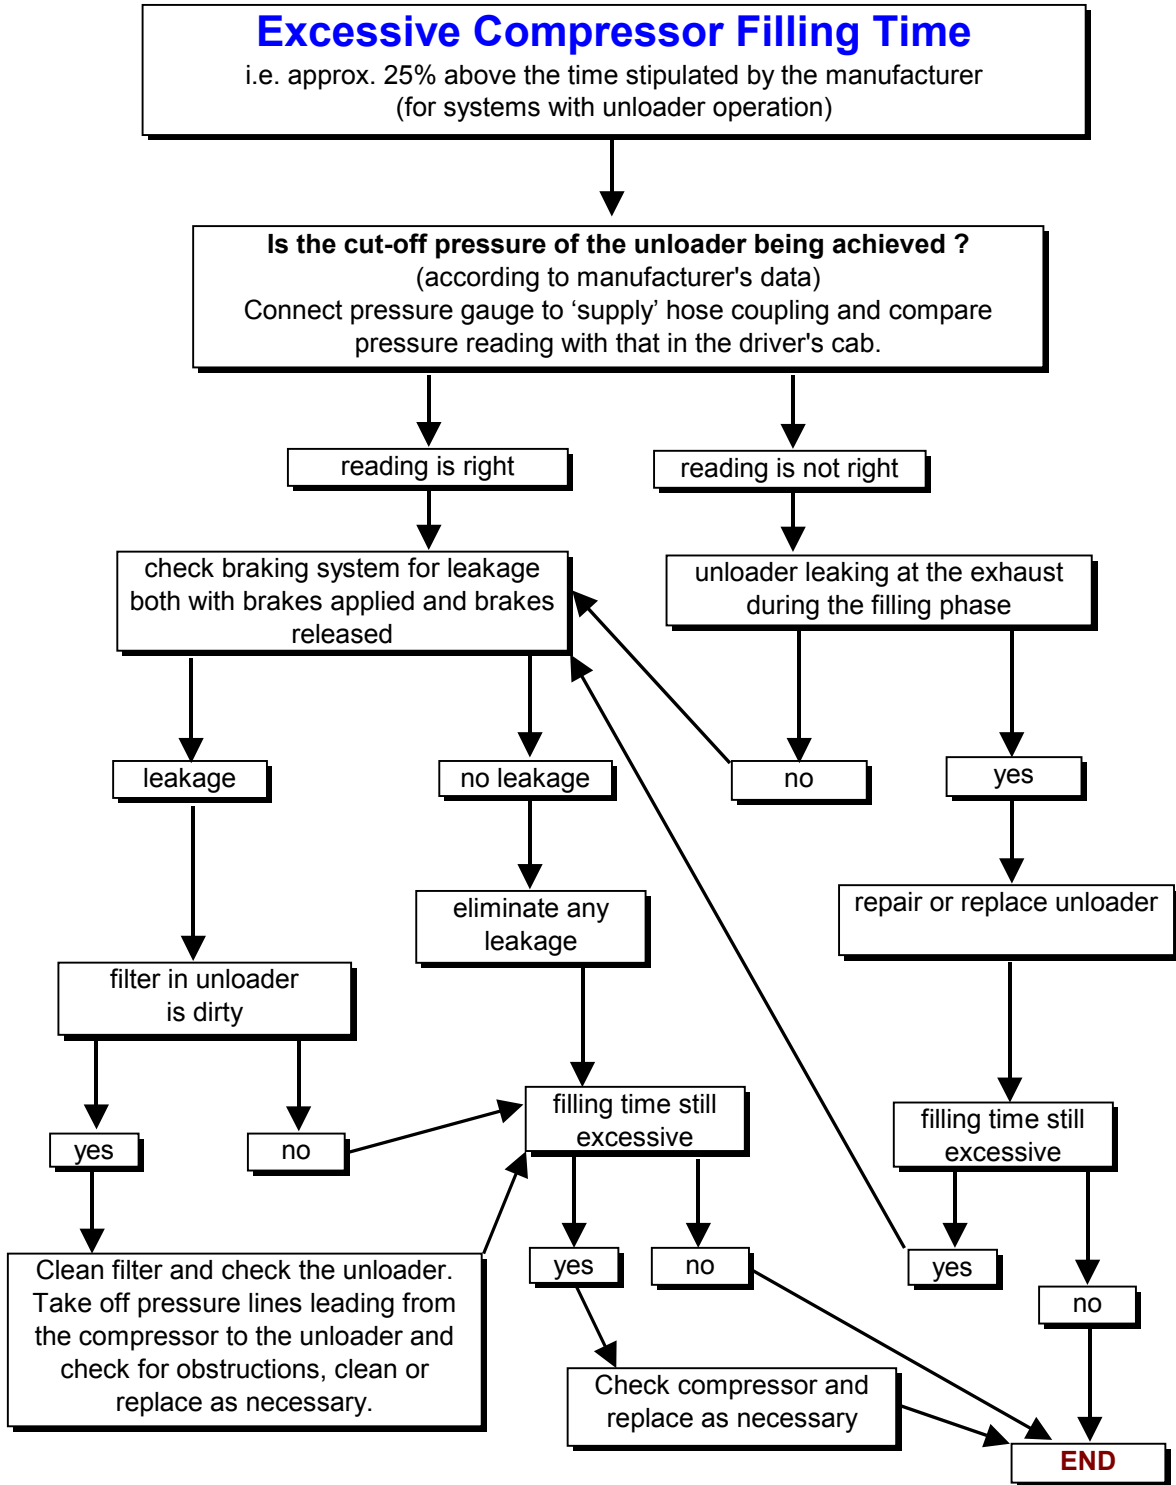 Excessive Compressor Filling Time
i.e. approx. 25% above the time stipulated by the manufacturer
(for systems with unloader operation)
Is the cut-off pressure of the unloader being achieved ?
(according to manufacturer's data)
Connect pressure gauge to ‘supply’ hose coupling and compare
pressure reading with that in the driver's cab.
reading is right
reading is not right
check braking system for leakage
both with brakes applied and brakes
released
unloader leaking at the exhaust
during the filling phase
leakage
no leakage
no
yes
eliminate any
leakage
repair or replace unloader
filter in unloader
is dirty
filling time still
excessive
filling time still
excessive
yes
no
yes
no
yes
no
Clean filter and check the unloader.
Take off pressure lines leading from
the compressor to the unloader and
check for obstructions, clean or
replace as necessary.
Check compressor and
replace as necessary
END